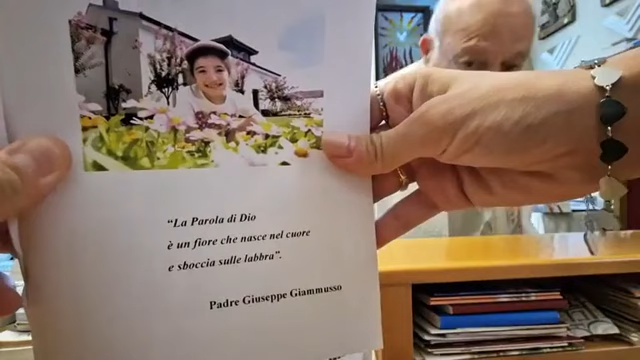 “La Parola di Dio
è un fiore che nasce nel cuore
e sboccia sulle labbra”.
Padre Giuseppe Giammusso